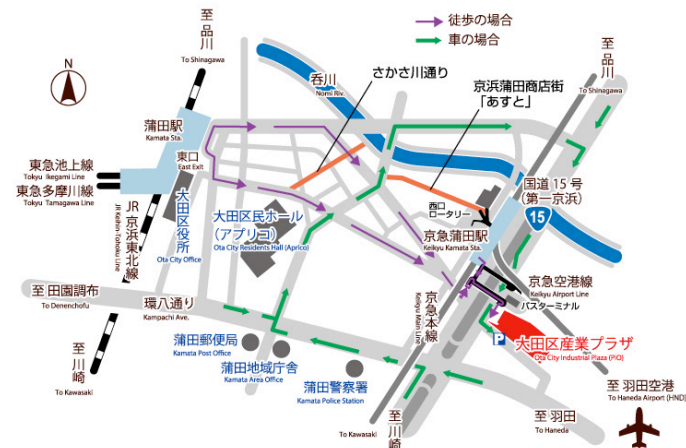 徒歩の場合
車の場合
至品川
To Shinagawa
至品川
To Shinagawa
N
呑川
Nomi Riv.
さかさ川通り
京浜蒲田商店街
「あすと」
蒲田駅
Kamata Sta.
東口
East Exit
東急池上線
Tokyu Ikegami Line
東急多摩川線
Tokyu Tamagawa Line
JR京浜東北線
JR Keihin-Tohoku Line
大田区役所
Ota City Office
大田区民ホール
(アプリコ)
Ota City Residents Hall (Aprico)
西口
ロータリー
国道15号
(第一京浜)
15
京急蒲田駅
Keikyu Kamata Sta.
京急空港線
Keikyu Airport Line
バスターミナル
至田園調布
To Denenchofu
環八通り
Kampachi Ave.
京急本線
Keikyu Main Line
P
大田区産業プラザ
Ota City Industrial Plaza (PiO)
蒲田郵便局
Kamata Post Office
蒲田地域庁舎
Kamata Area Office
蒲田警察署
Kamata Police Station
至川崎
To Kawasaki
至川崎
To Kawasaki
至羽田
To Haneda
至羽田空港
To Haneda Airport (HND)